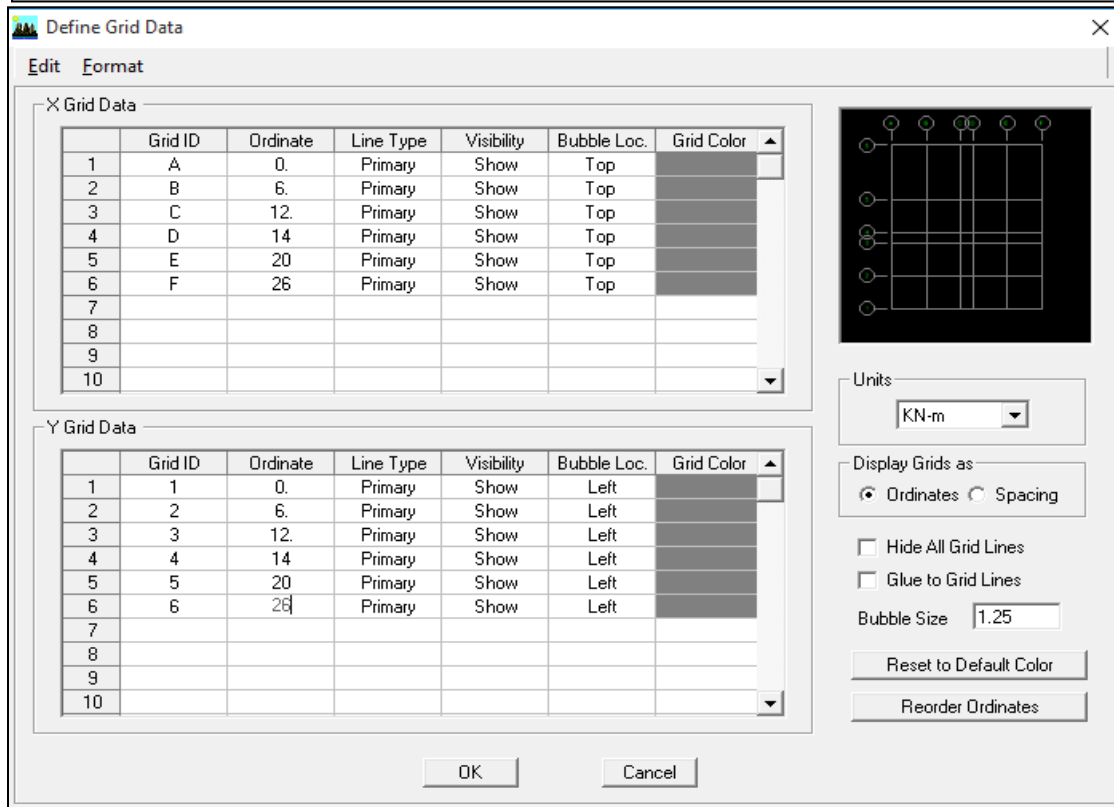 Define Grid Data
Edit Format
X Grid Data
Grid ID Ordinate Line Type Visibility Bubble Loc. Grid Color
1 A 0. Primary Show Top
2 B 6. Primary Show Top
3 C 12. Primary Show Top
4 D 14 Primary Show Top
5 E 20 Primary Show Top
6 F 26 Primary Show Top
7
8
9
10
Y Grid Data
Grid ID Ordinate Line Type Visibility Bubble Loc. Grid Color
1 1 0. Primary Show Left
2 2 6. Primary Show Left
3 3 12. Primary Show Left
4 4 14 Primary Show Left
5 5 20 Primary Show Left
6 6 26 Primary Show Left
7
8
9
10
Units
KN-m
Display Grids as
Ordinates Spacing
Hide All Grid Lines
Glue to Grid Lines
Bubble Size 1.25
Reset to Default Color
Reorder Ordinates
OK Cancel